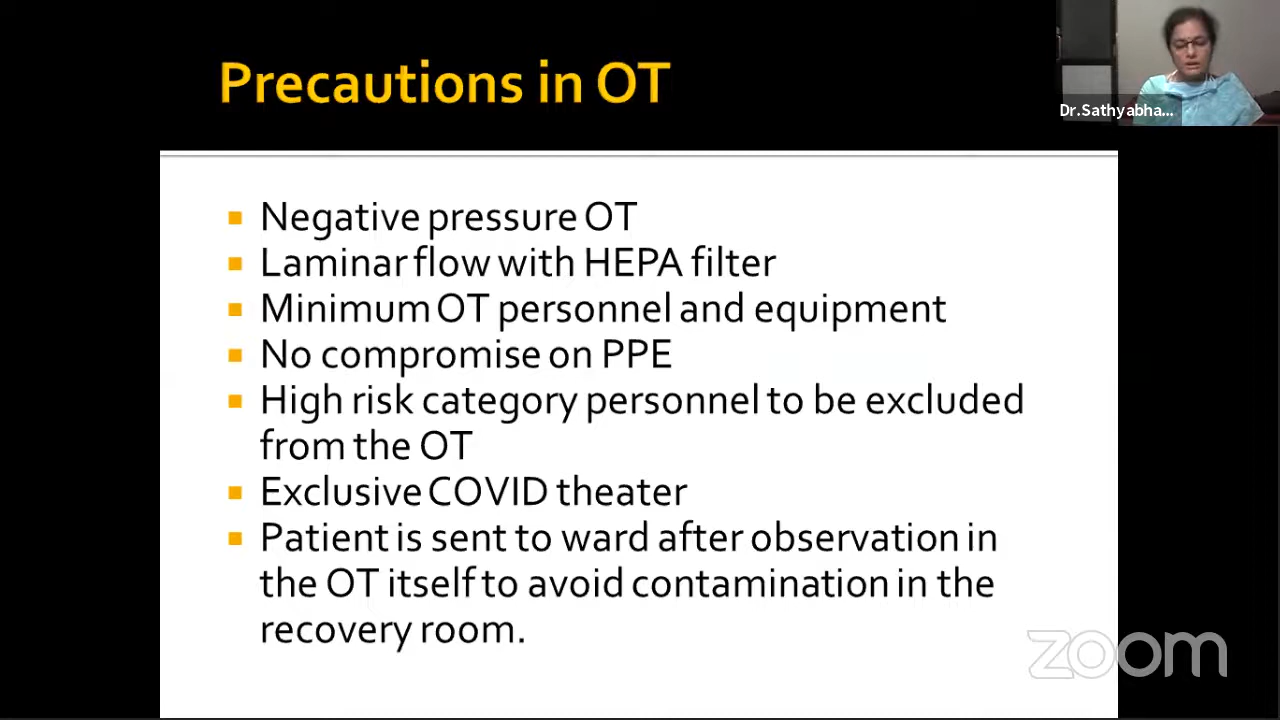 Precautions in OT
Dr.Sathyabha...
Negative pressure OT
Laminar flow with HEPA filter
Minimum OT personnel and equipment
No compromise on PPE
High risk category personnel to be excluded
from the OT
Exclusive COVID theater
Patient is sent to ward after observation in
the OT itself to avoid contamination in the
recovery room.
zoom